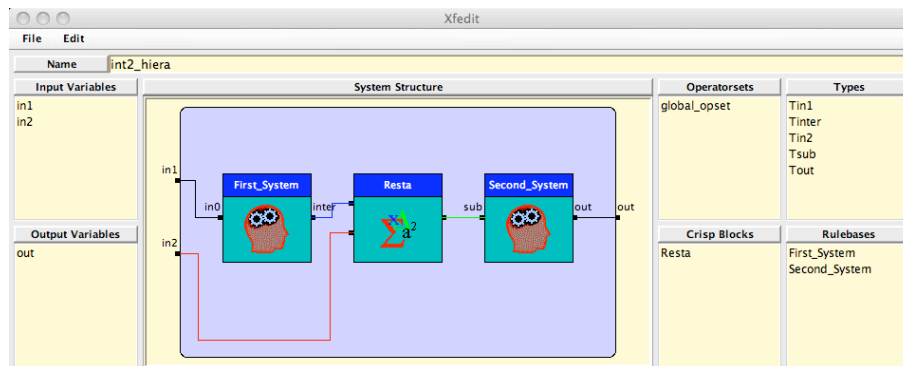 Xfedit
File Edit
Name int2_hiera
Input Variables System Structure Operatorsets Types
in1
in2
global_opset
Tin1
Tinter
Tin2
Tsub
Tout
in1
First_System Resta Second_System
in0 inter sub out out
Σ x a²
in2
Output Variables Crisp Blocks Rulebases
out
Resta
First_System
Second_System